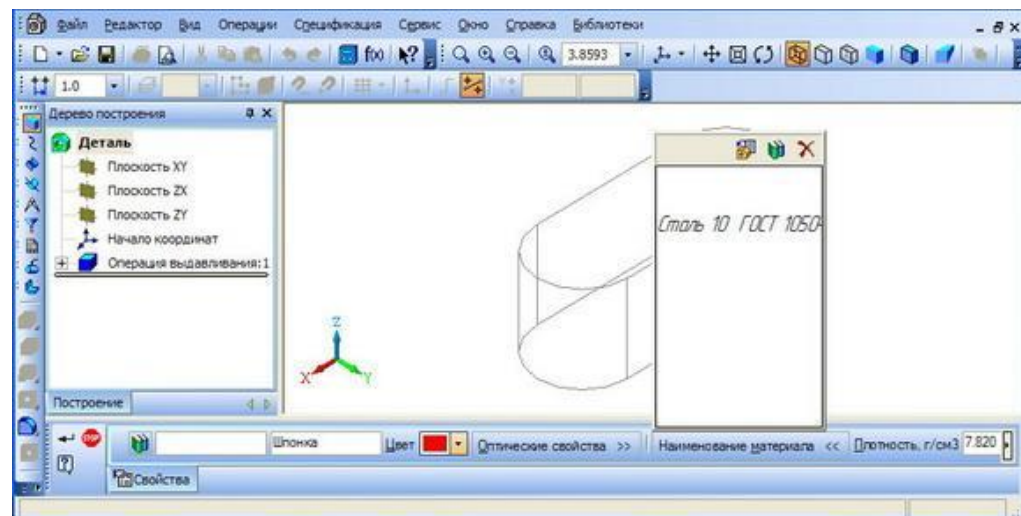 Файл Редактор Вид Операции Спецификация Сервис Окно Справка Библиотеки
f(x) 3.8593
1.0
Дерево построения
Деталь
Плоскость XY
Плоскость ZX
Плоскость ZY
Начало координат
Операция выдавливания:1
Построение
Сталь 10 ГОСТ 1050-
Z
X
Y
STOP
Шпонка Цвет Оптические свойства >> Наименование материала << Плотность, г/см3 7.820
Свойства